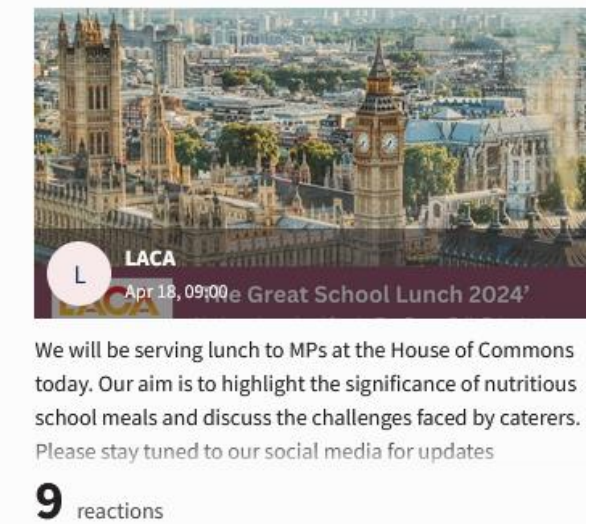 L
LACA
Apr 18, 09:00
LACA
The Great School Lunch 2024’
We will be serving lunch to MPs at the House of Commons
today. Our aim is to highlight the significance of nutritious
school meals and discuss the challenges faced by caterers.
Please stay tuned to our social media for updates
9 reactions